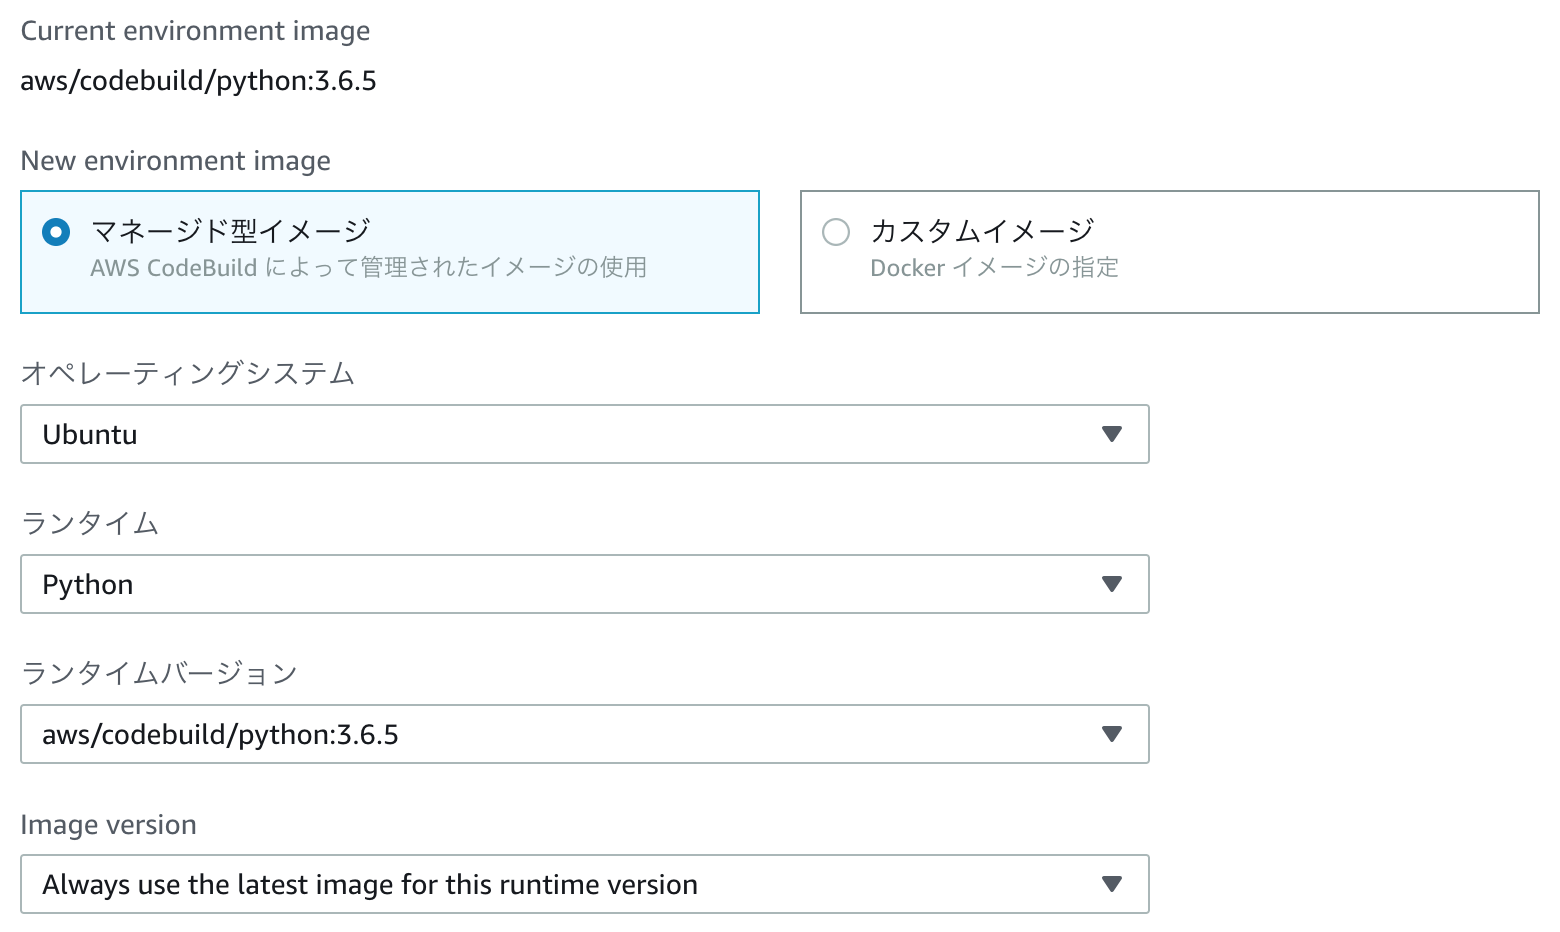 Current environment image
aws/codebuild/python:3.6.5
New environment image
マネージド型イメージ
AWS CodeBuild によって管理されたイメージの使用
カスタムイメージ
Docker イメージの指定
オペレーティングシステム
Ubuntu
ランタイム
Python
ランタイムバージョン
aws/codebuild/python:3.6.5
Image version
Always use the latest image for this runtime version